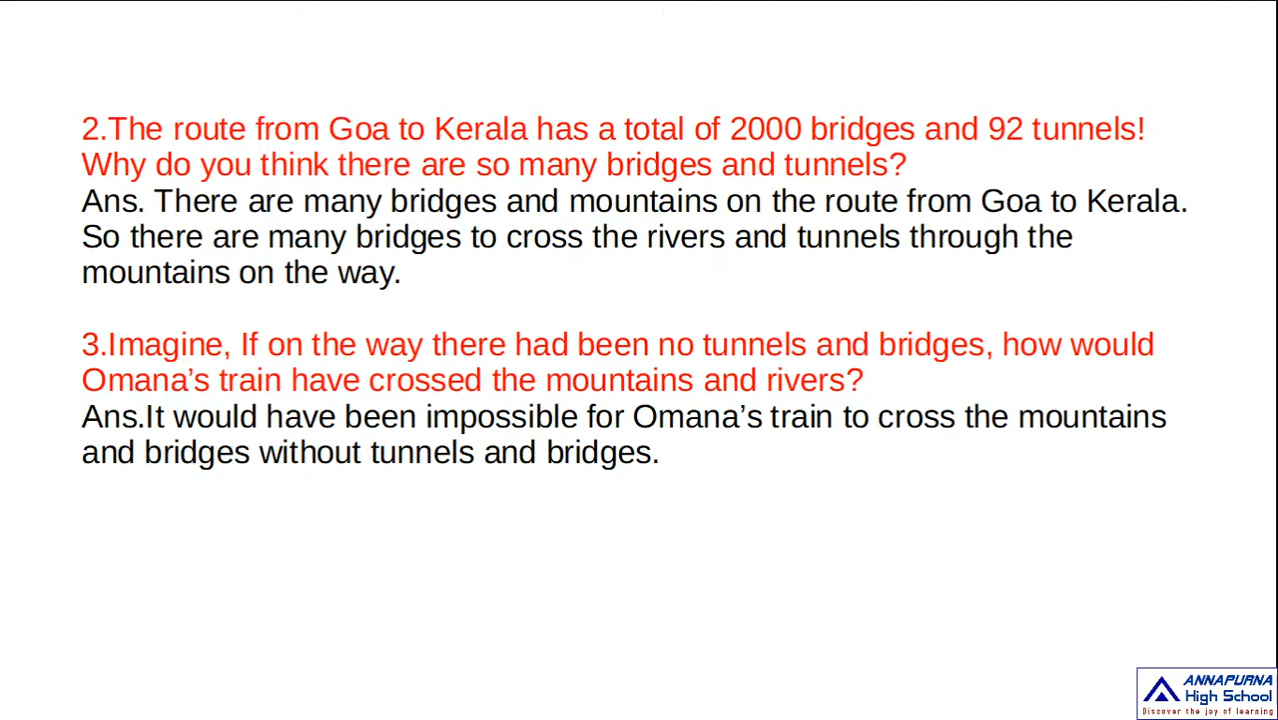 2.The route from Goa to Kerala has a total of 2000 bridges and 92 tunnels!
Why do you think there are so many bridges and tunnels?
Ans. There are many bridges and mountains on the route from Goa to Kerala.
So there are many bridges to cross the rivers and tunnels through the
mountains on the way.
3.Imagine, If on the way there had been no tunnels and bridges, how would
Omana’s train have crossed the mountains and rivers?
Ans.It would have been impossible for Omana’s train to cross the mountains
and bridges without tunnels and bridges.
ANNAPURNA
High School
Discover the joy of learning